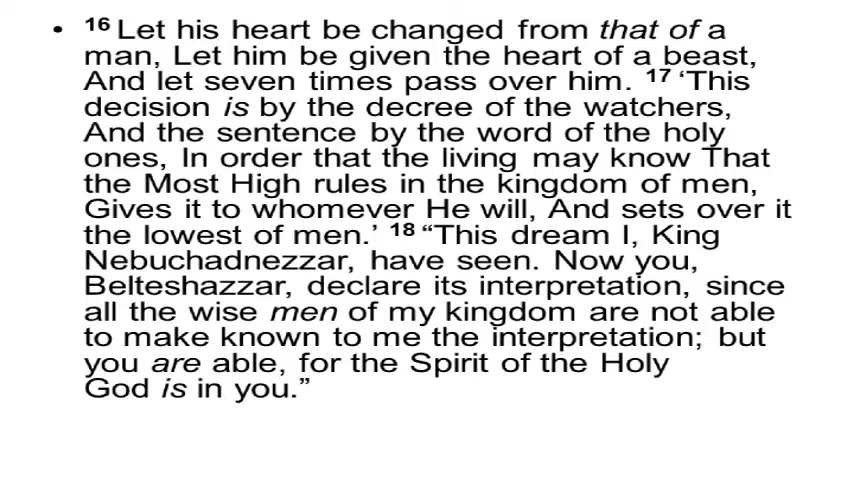 • 16 Let his heart be changed from that of a
man, Let him be given the heart of a beast,
And let seven times pass over him. 17 ‘This
decision is by the decree of the watchers,
And the sentence by the word of the holy
ones, In order that the living may know That
the Most High rules in the kingdom of men,
Gives it to whomever He will, And sets over it
the lowest of men.’ 18 “This dream I, King
Nebuchadnezzar, have seen. Now you,
Belteshazzar, declare its interpretation, since
all the wise men of my kingdom are not able
to make known to me the interpretation; but
you are able, for the Spirit of the Holy
God is in you.”